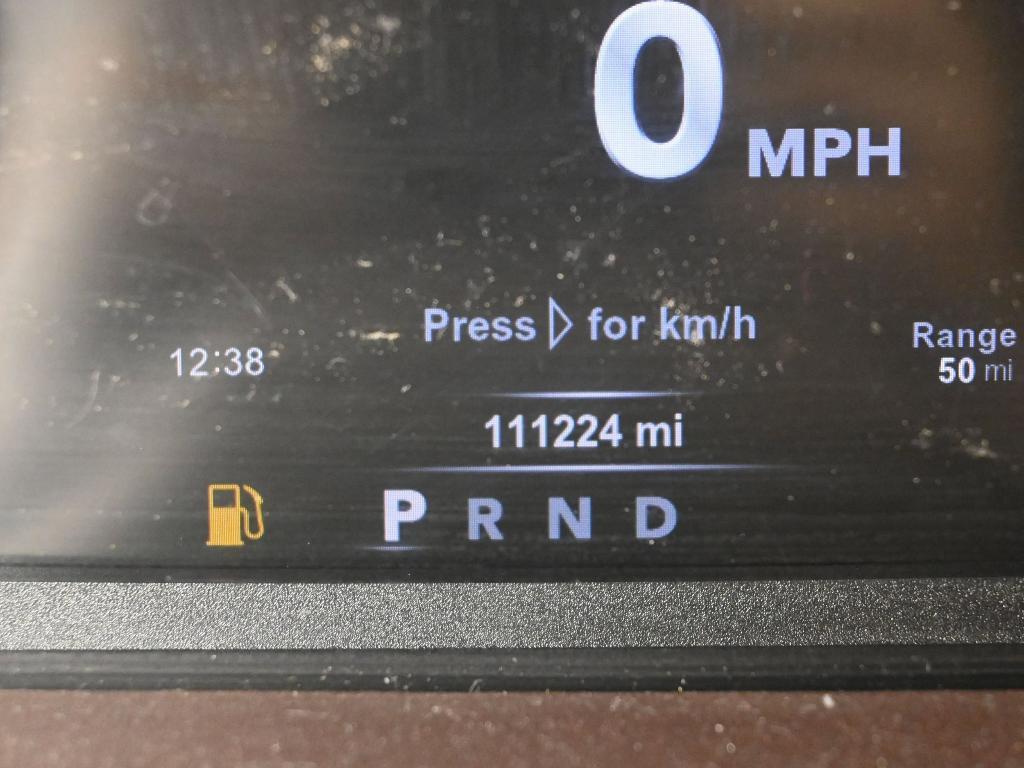 0 MPH
Press ▷ for km/h
12:38
Range
50 mi
111224 mi
P R N D